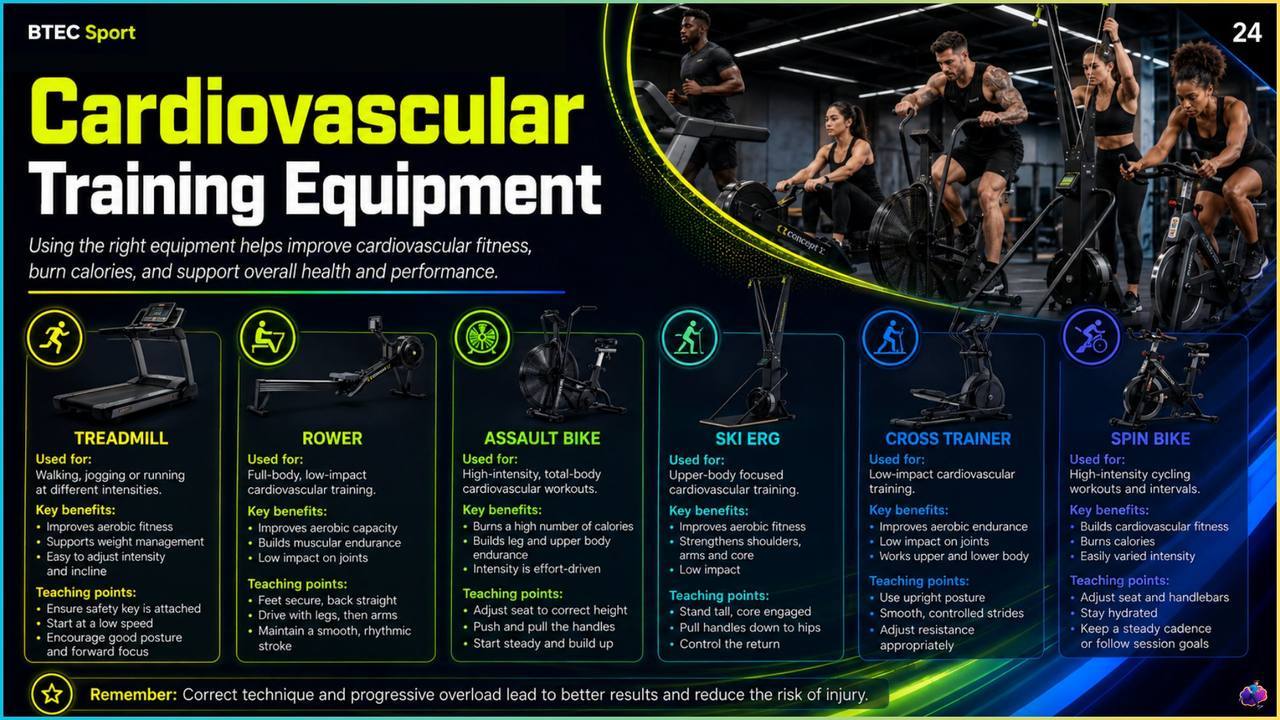 BTEC Sport
24
Cardiovascular
Training Equipment
Using the right equipment helps improve cardiovascular fitness,
burn calories, and support overall health and performance.
concept
TREADMILL
Used for:
Walking, jogging or running
at different intensities.
Key benefits:
• Improves aerobic fitness
• Supports weight management
• Easy to adjust intensity
and incline
Teaching points:
• Ensure safety key is attached
• Start at a low speed
• Encourage good posture
and forward focus
ROWER
Used for:
Full-body, low-impact
cardiovascular training.
Key benefits:
• Improves aerobic capacity
• Builds muscular endurance
• Low impact on joints
Teaching points:
• Feet secure, back straight
• Drive with legs, then arms
• Maintain a smooth, rhythmic
stroke
ASSAULT BIKE
Used for:
High-intensity, total-body
cardiovascular workouts.
Key benefits:
• Burns a high number of calories
• Builds leg and upper body
endurance
• Intensity is effort-driven
Teaching points:
• Adjust seat to correct height
• Push and pull the handles
• Start steady and build up
SKI ERG
Used for:
Upper-body focused
cardiovascular training.
Key benefits:
• Improves aerobic fitness
• Strengthens shoulders,
arms and core
• Low impact
Teaching points:
• Stand tall, core engaged
• Pull handles down to hips
• Control the return
CROSS TRAINER
Used for:
Low-impact cardiovascular
training.
Key benefits:
• Improves aerobic endurance
• Low impact on joints
• Works upper and lower body
Teaching points:
• Use upright posture
• Smooth, controlled strides
• Adjust resistance
appropriately
SPIN BIKE
Used for:
High-intensity cycling
workouts and intervals.
Key benefits:
• Builds cardiovascular fitness
• Burns calories
• Easily varied intensity
Teaching points:
• Adjust seat and handlebars
• Stay hydrated
• Keep a steady cadence
or follow session goals
Remember: Correct technique and progressive overload lead to better results and reduce the risk of injury.